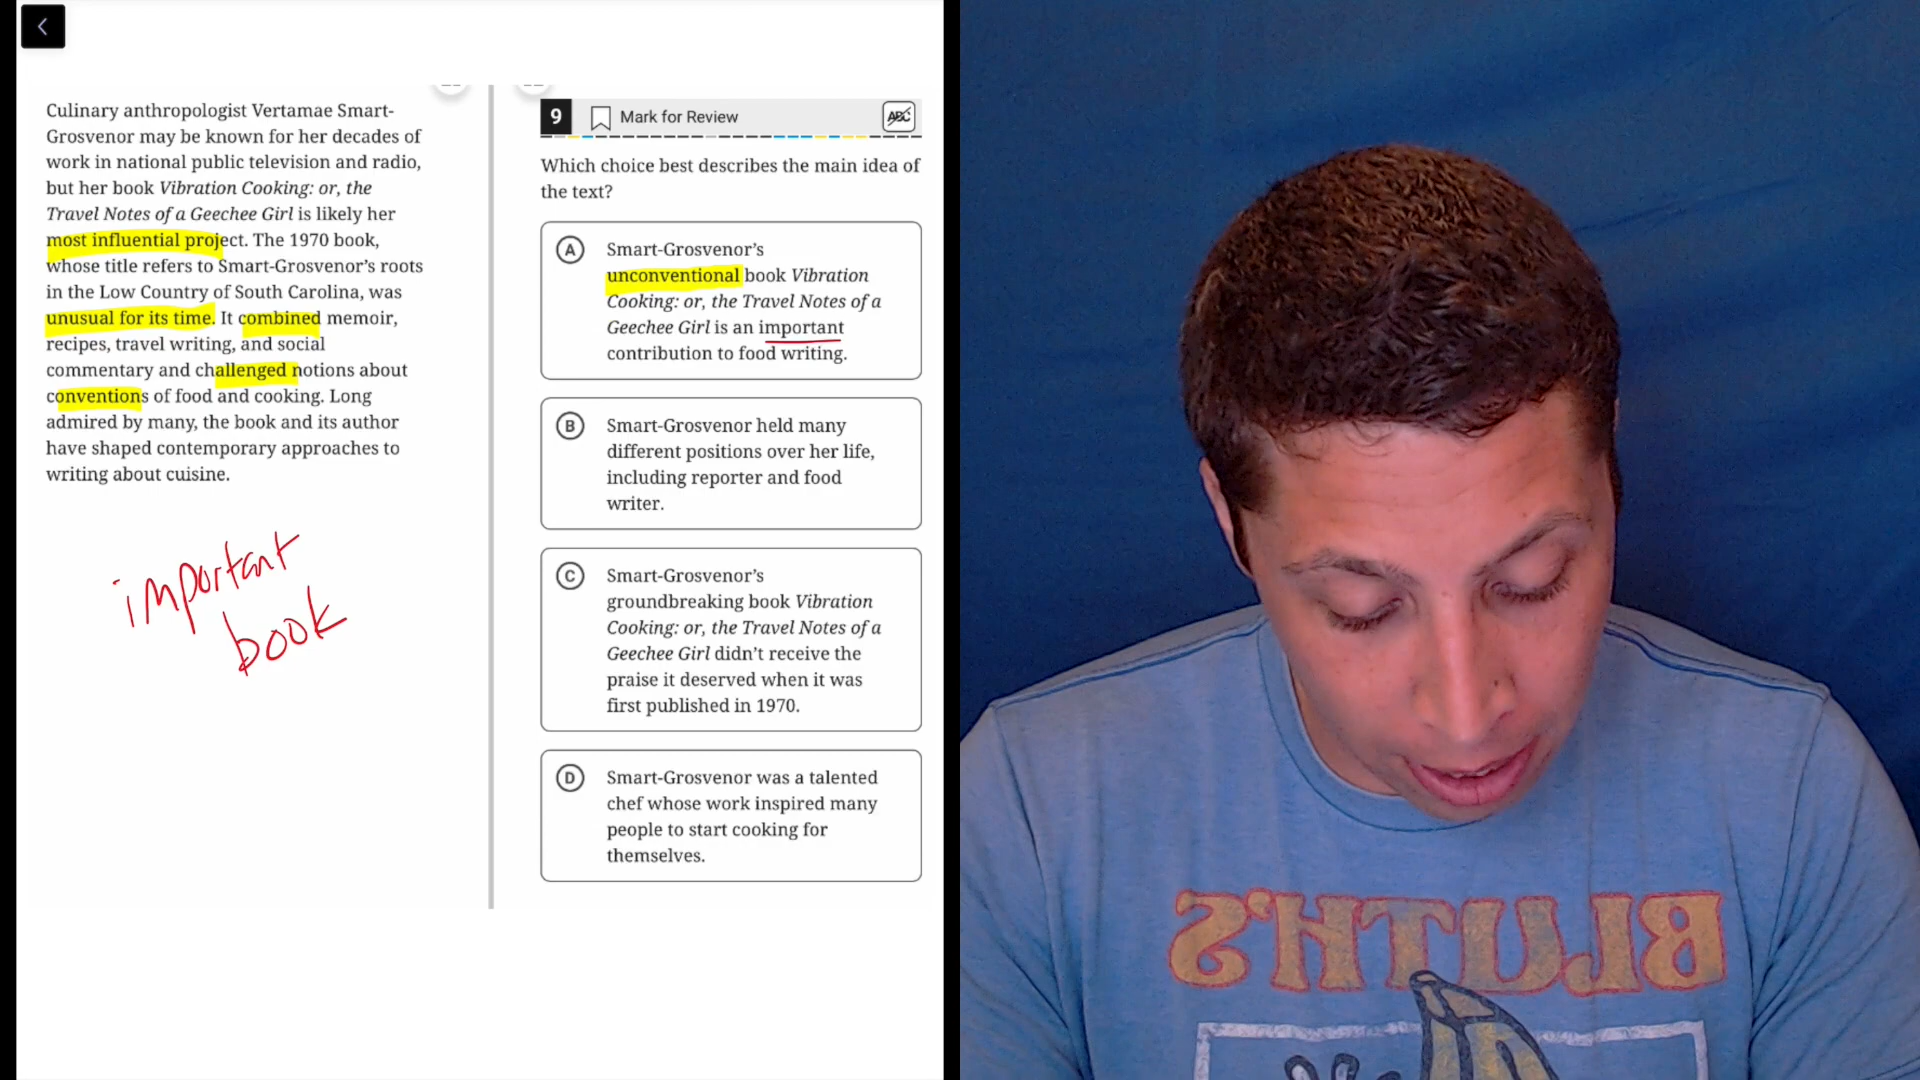 Culinary anthropologist Vertamae Smart-
Grosvenor may be known for her decades of
work in national public television and radio,
but her book Vibration Cooking: or, the
Travel Notes of a Geechee Girl is likely her
most influential project. The 1970 book,
whose title refers to Smart-Grosvenor’s roots
in the Low Country of South Carolina, was
unusual for its time. It combined memoir,
recipes, travel writing, and social
commentary and challenged notions about
conventions of food and cooking. Long
admired by many, the book and its author
have shaped contemporary approaches to
writing about cuisine.
important
book
9 Mark for Review ABC
Which choice best describes the main idea of
the text?
A Smart-Grosvenor’s
unconventional book Vibration
Cooking: or, the Travel Notes of a
Geechee Girl is an important
contribution to food writing.
B Smart-Grosvenor held many
different positions over her life,
including reporter and food
writer.
C Smart-Grosvenor’s
groundbreaking book Vibration
Cooking: or, the Travel Notes of a
Geechee Girl didn’t receive the
praise it deserved when it was
first published in 1970.
D Smart-Grosvenor was a talented
chef whose work inspired many
people to start cooking for
themselves.
BLUTH'S